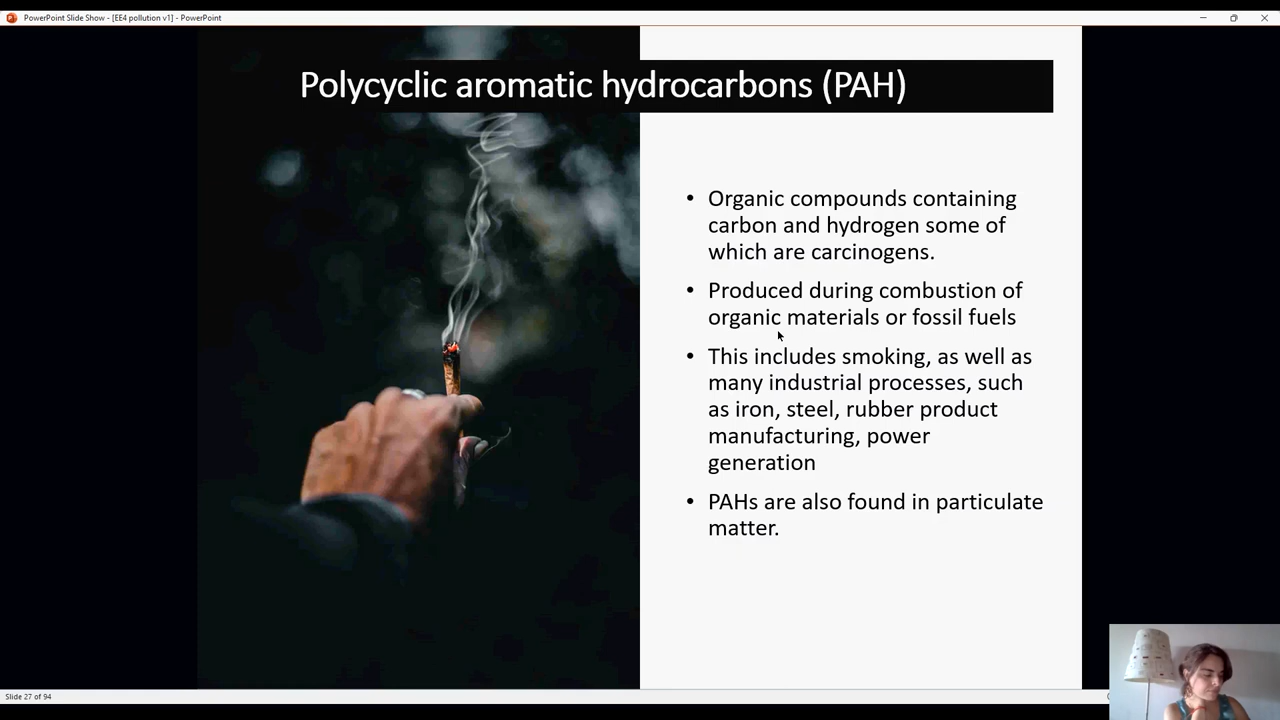 PowerPoint Slide Show - [EE4 pollution v1] - PowerPoint
Polycyclic aromatic hydrocarbons (PAH)
• Organic compounds containing
carbon and hydrogen some of
which are carcinogens.
• Produced during combustion of
organic materials or fossil fuels
• This includes smoking, as well as
many industrial processes, such
as iron, steel, rubber product
manufacturing, power
generation
• PAHs are also found in particulate
matter.
Slide 27 of 94